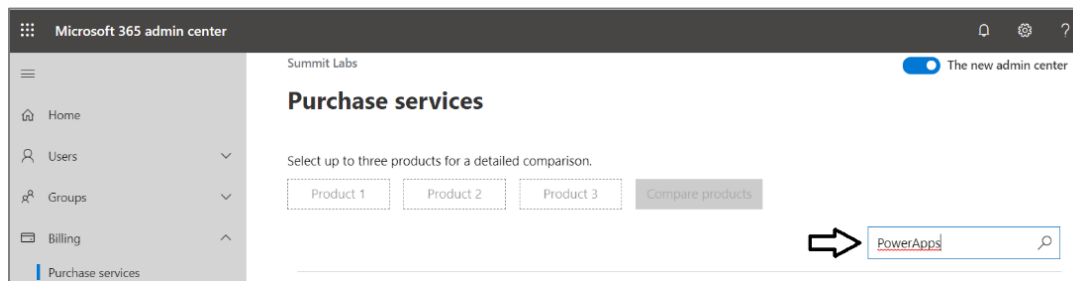 Microsoft 365 admin center
?
Summit Labs
The new admin center
Purchase services
Home
Users
Select up to three products for a detailed comparison.
Product 1 Product 2 Product 3 Compare products
Groups
Billing
PowerApps
Purchase services